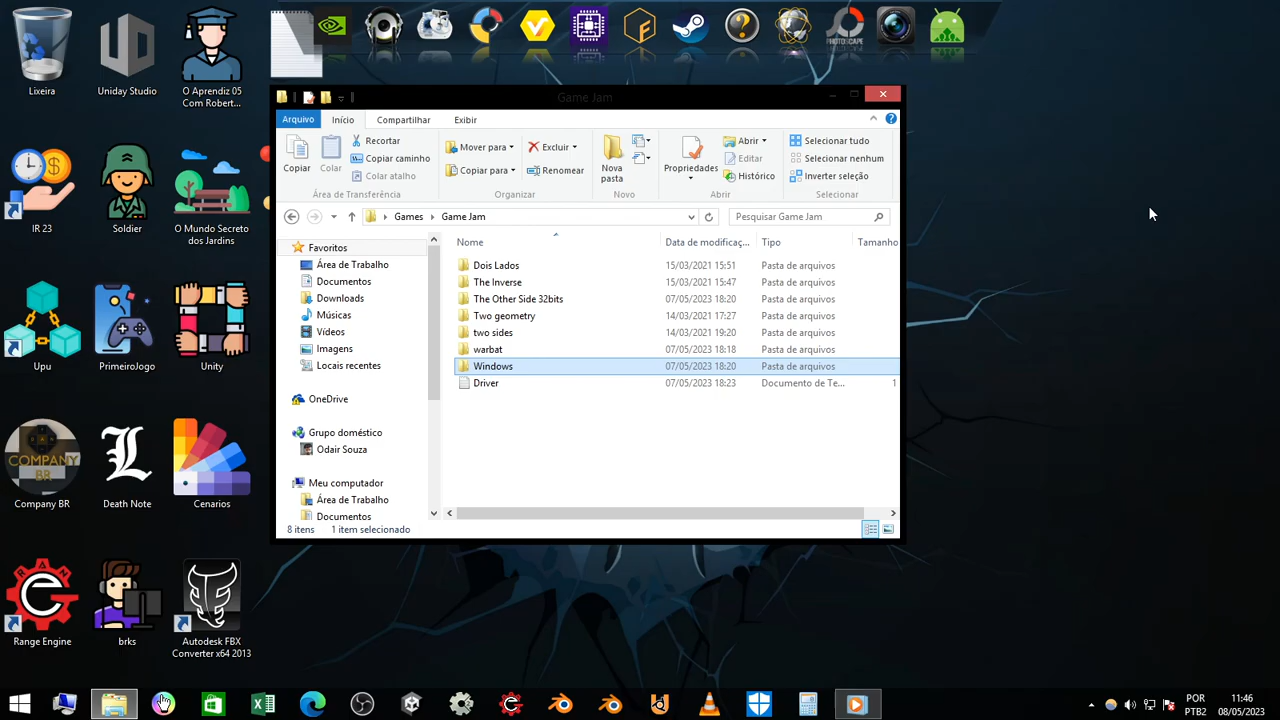 Lixeira
Uniday Studio
O Aprendiz 05
Com Robert...
PHOTOSCAPE
Game Jam
Arquivo
Início
Compartilhar
Exibir
Copiar
Colar
Recortar
Copiar caminho
Colar atalho
Área de Transferência
Mover para
Copiar para
Excluir
Renomear
Organizar
Nova
pasta
Novo
Propriedades
Abrir
Editar
Histórico
Abrir
Selecionar tudo
Selecionar nenhum
Inverter seleção
Selecionar
Games
Game Jam
Pesquisar Game Jam
Favoritos
Área de Trabalho
Documentos
Downloads
Músicas
Vídeos
Imagens
Locais recentes
OneDrive
Grupo doméstico
Odair Souza
Meu computador
Área de Trabalho
Documentos
Nome Data de modificaç... Tipo Tamanho
Dois Lados 15/03/2021 15:51 Pasta de arquivos
The Inverse 15/03/2021 15:47 Pasta de arquivos
The Other Side 32bits 07/05/2023 18:20 Pasta de arquivos
Two geometry 14/03/2021 17:27 Pasta de arquivos
two sides 14/03/2021 19:20 Pasta de arquivos
warbat 07/05/2023 18:18 Pasta de arquivos
Windows 07/05/2023 18:20 Pasta de arquivos
Driver 07/05/2023 18:23 Documento de Te... 1
8 itens 1 item selecionado
IR 23
Soldier
O Mundo Secreto
dos Jardins
Upu
PrimeiroJogo
Unity
COMPANY
BR
Company BR
Death Note
Cenarios
RAN
Range Engine
brks
Autodesk FBX
Converter x64 2013
POR
PTB2
11:46
08/05/2023